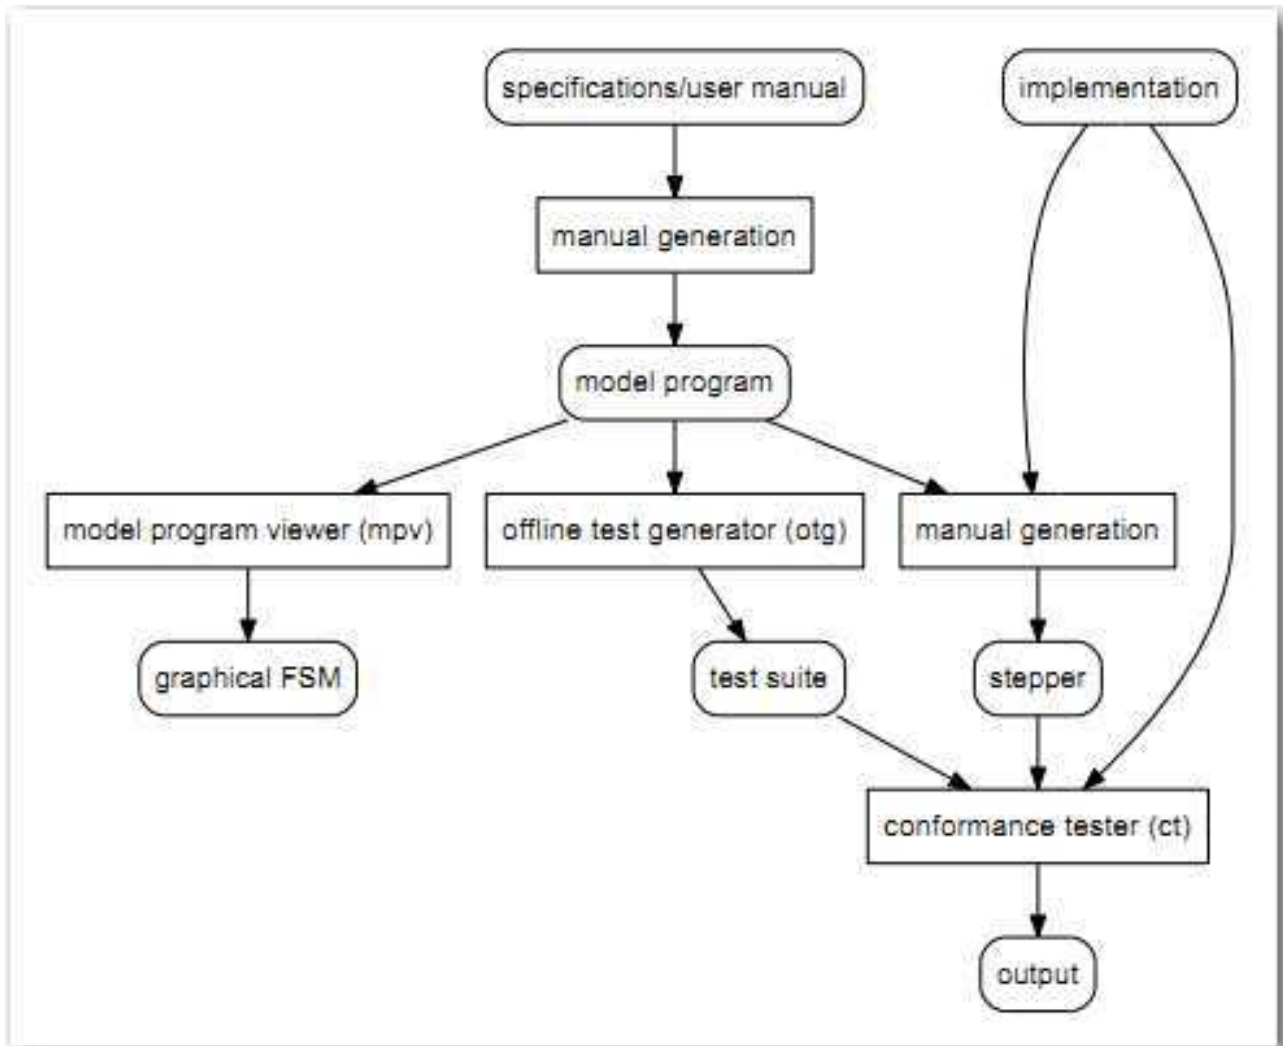 specifications/user manual
implementation
manual generation
model program
model program viewer (mpv)
offline test generator (otg)
manual generation
graphical FSM
test suite
stepper
conformance tester (ct)
output